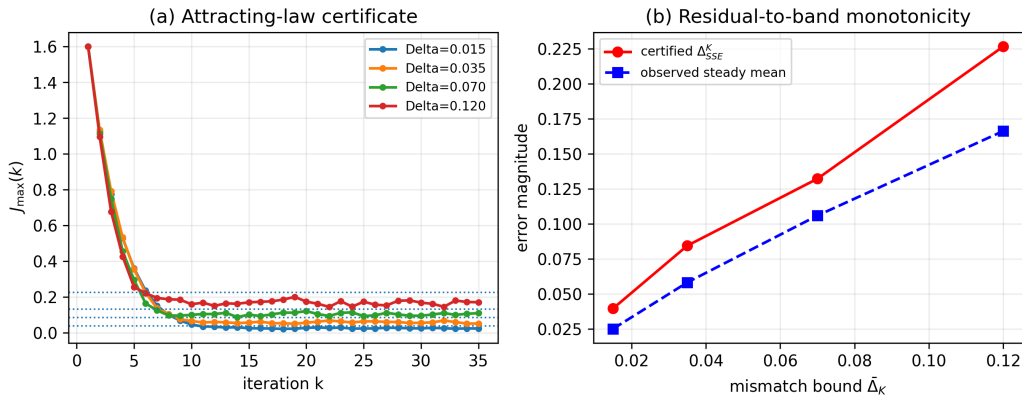 (a) Attracting-law certificate
1.6
1.4
1.2
1.0
0.8
0.6
0.4
0.2
0.0
J_max(k)
Delta=0.015
Delta=0.035
Delta=0.070
Delta=0.120
0 5 10 15 20 25 30 35
iteration k
(b) Residual-to-band monotonicity
0.225
0.200
0.175
0.150
0.125
0.100
0.075
0.050
0.025
error magnitude
certified Δ^K_SSE
observed steady mean
0.02 0.04 0.06 0.08 0.10 0.12
mismatch bound Δ̄_K